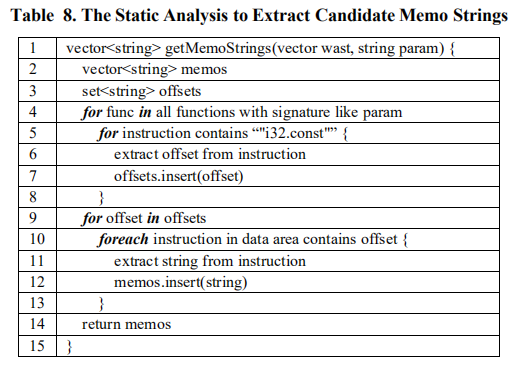 Table 8. The Static Analysis to Extract Candidate Memo Strings
1 vector<string> getMemoStrings(vector wast, string param) {
2 vector<string> memos
3 set<string> offsets
4 for func in all functions with signature like param
5 for instruction contains “"i32.const"” {
6 extract offset from instruction
7 offsets.insert(offset)
8 }
9 for offset in offsets
10 foreach instruction in data area contains offset {
11 extract string from instruction
12 memos.insert(string)
13 }
14 return memos
15 }